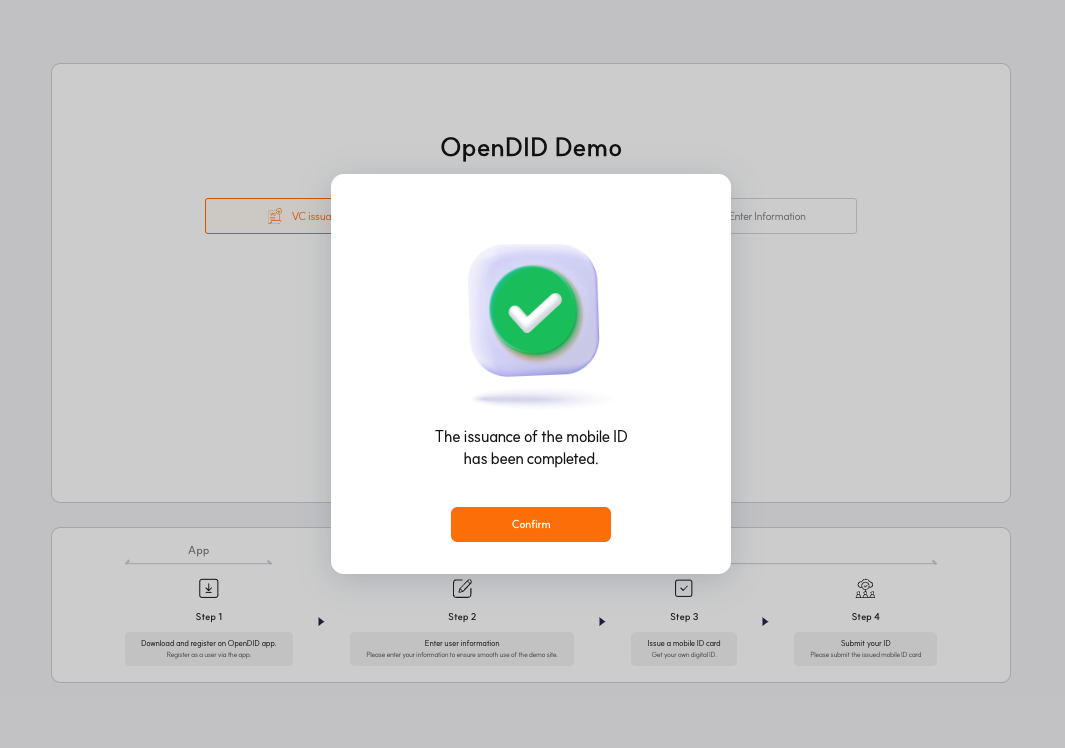 OpenDID Demo
VC issua
Enter Information
The issuance of the mobile ID
has been completed.
Confirm
App
Step 1
Step 2
Step 3
Step 4
Download and register on OpenDID app.
Register as a user via the app.
Enter user information
Please enter your information to ensure smooth use of the demo site.
Issue a mobile ID card
Get your own digital ID.
Submit your ID
Please submit the issued mobile ID card